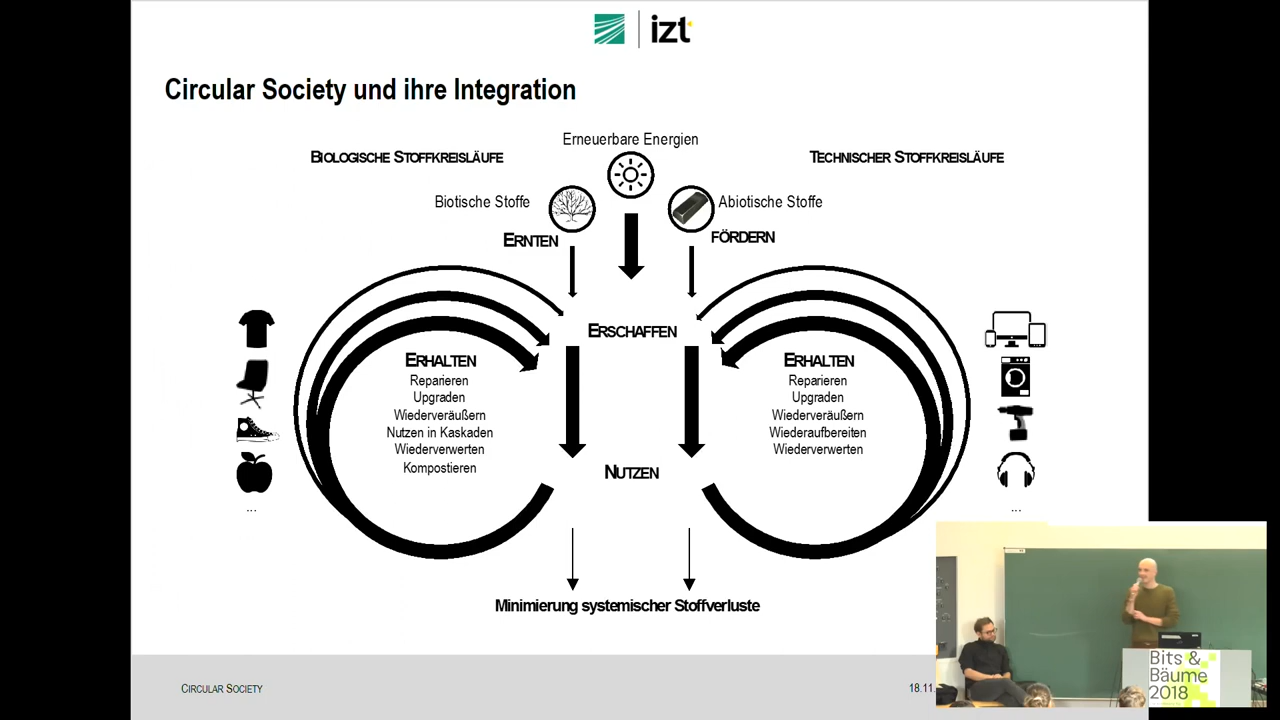 izt
Circular Society und ihre Integration
Erneuerbare Energien
BIOLOGISCHE STOFFKREISLÄUFE
TECHNISCHER STOFFKREISLÄUFE
Biotische Stoffe
Abiotische Stoffe
ERNTEN
FÖRDERN
ERSCHAFFEN
ERHALTEN
Reparieren
Upgraden
Wiederveräußern
Nutzen in Kaskaden
Wiederverwerten
Kompostieren
ERHALTEN
Reparieren
Upgraden
Wiederveräußern
Wiederaufbereiten
Wiederverwerten
NUTZEN
...
...
Minimierung systemischer Stoffverluste
CIRCULAR SOCIETY
18.11.
Bits &
Bäume
2018